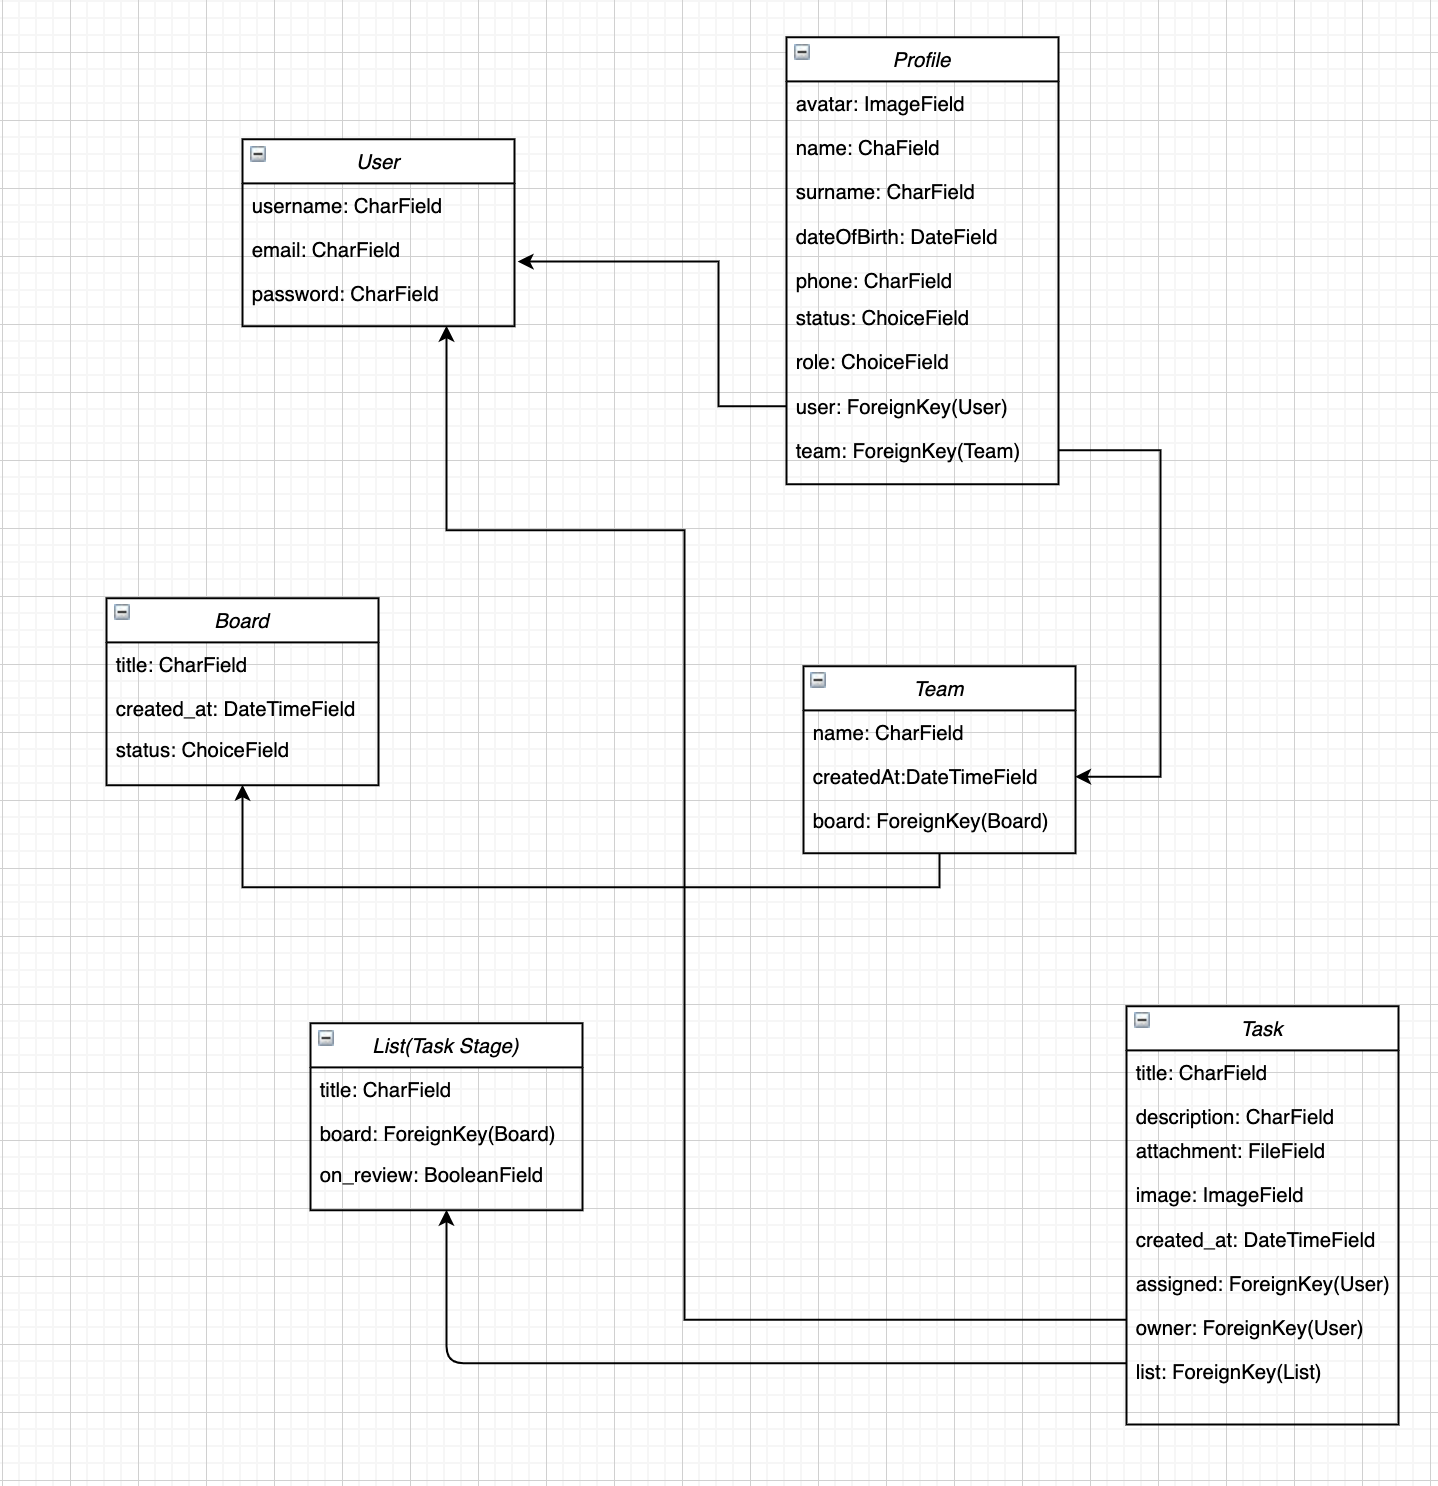 Profile
avatar: ImageField
name: ChaField
surname: CharField
dateOfBirth: DateField
phone: CharField
status: ChoiceField
role: ChoiceField
user: ForeignKey(User)
team: ForeignKey(Team)
User
username: CharField
email: CharField
password: CharField
Board
title: CharField
created_at: DateTimeField
status: ChoiceField
Team
name: CharField
createdAt:DateTimeField
board: ForeignKey(Board)
List(Task Stage)
title: CharField
board: ForeignKey(Board)
on_review: BooleanField
Task
title: CharField
description: CharField
attachment: FileField
image: ImageField
created_at: DateTimeField
assigned: ForeignKey(User)
owner: ForeignKey(User)
list: ForeignKey(List)